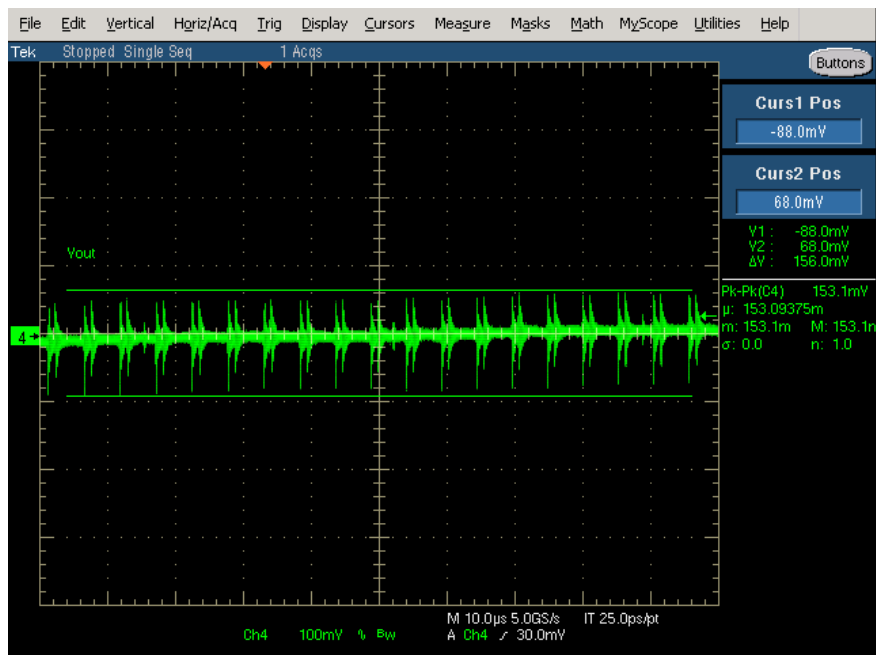 File Edit Vertical Horiz/Acq Trig Display Cursors Measure Masks Math MyScope Utilities Help
Tek Stopped Single Seq 1 Acqs
Buttons
Curs1 Pos
-88.0mV
Curs2 Pos
68.0mV
V1 : -88.0mV
V2 : 68.0mV
ΔV : 156.0mV
Vout
Pk-Pk(C4) 153.1mV
µ: 153.09375m
m: 153.1m M: 153.1m
σ: 0.0 n: 1.0
4
M 10.0µs 5.0GS/s IT 25.0ps/pt
Ch4 100mV Bw A Ch4 30.0mV